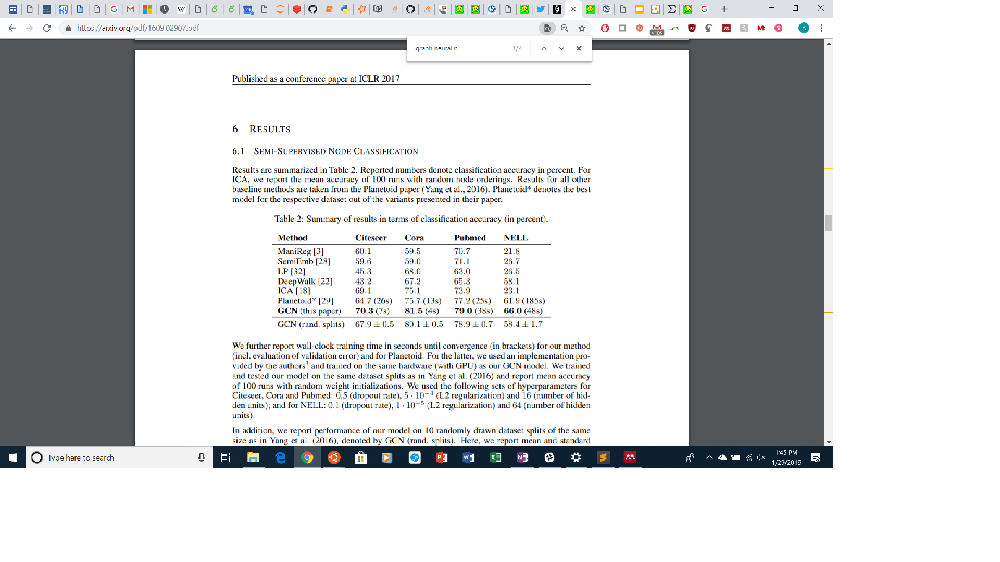 https://arxiv.org/pdf/1609.02907.pdf
>10K
A
graph neural n
1/2
Published as a conference paper at ICLR 2017
6 RESULTS
6.1 SEMI-SUPERVISED NODE CLASSIFICATION
Results are summarized in Table 2. Reported numbers denote classification accuracy in percent. For
ICA, we report the mean accuracy of 100 runs with random node orderings. Results for all other
baseline methods are taken from the Planetoid paper (Yang et al., 2016). Planetoid* denotes the best
model for the respective dataset out of the variants presented in their paper.
Table 2: Summary of results in terms of classification accuracy (in percent).
Method Citeseer Cora Pubmed NELL
ManiReg [3] 60.1 59.5 70.7 21.8
SemiEmb [28] 59.6 59.0 71.1 26.7
LP [32] 45.3 68.0 63.0 26.5
DeepWalk [22] 43.2 67.2 65.3 58.1
ICA [18] 69.1 75.1 73.9 23.1
Planetoid* [29] 64.7 (26s) 75.7 (13s) 77.2 (25s) 61.9 (185s)
GCN (this paper) 70.3 (7s) 81.5 (4s) 79.0 (38s) 66.0 (48s)
GCN (rand. splits) 67.9 ± 0.5 80.1 ± 0.5 78.9 ± 0.7 58.4 ± 1.7
We further report wall-clock training time in seconds until convergence (in brackets) for our method
(incl. evaluation of validation error) and for Planetoid. For the latter, we used an implementation pro-
vided by the authors³ and trained on the same hardware (with GPU) as our GCN model. We trained
and tested our model on the same dataset splits as in Yang et al. (2016) and report mean accuracy
of 100 runs with random weight initializations. We used the following sets of hyperparameters for
Citeseer, Cora and Pubmed: 0.5 (dropout rate), 5 · 10⁻⁴ (L2 regularization) and 16 (number of hid-
den units); and for NELL: 0.1 (dropout rate), 1 · 10⁻⁵ (L2 regularization) and 64 (number of hidden
units).
In addition, we report performance of our model on 10 randomly drawn dataset splits of the same
size as in Yang et al. (2016), denoted by GCN (rand. splits). Here, we report mean and standard
Type here to search
1:45 PM
1/29/2019